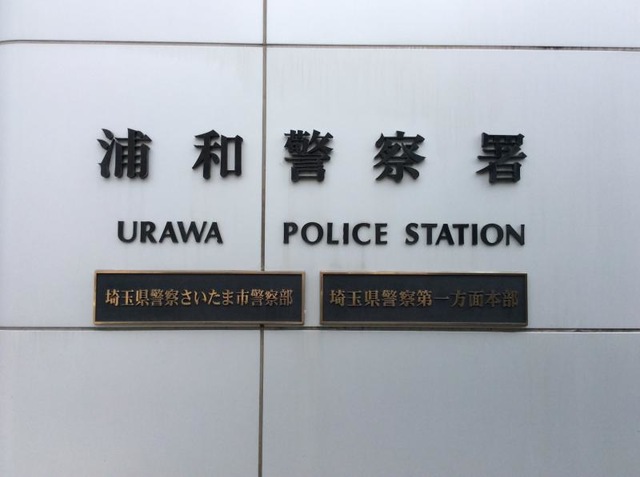 浦和警察署
URAWA POLICE STATION
埼玉県警察さいたま市警察部
埼玉県警察第一方面本部